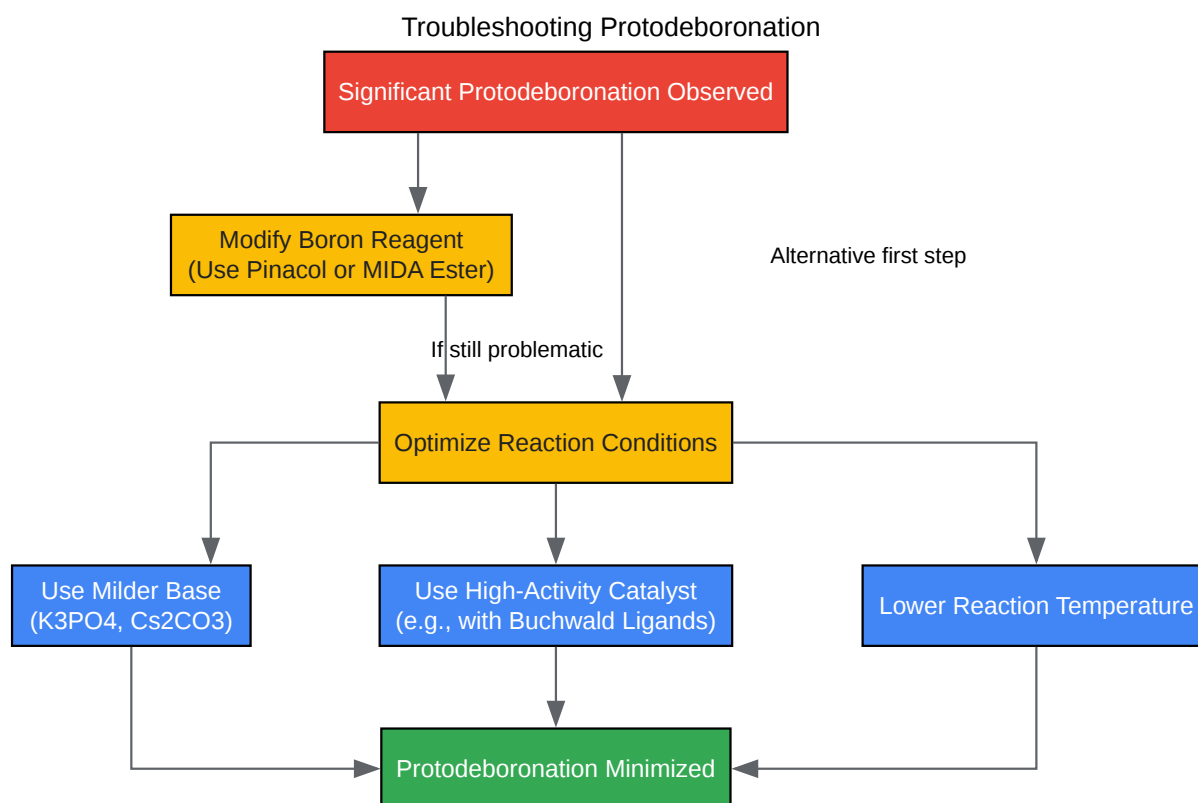 Troubleshooting Protodeboronation
Significant Protodeboronation Observed
Modify Boron Reagent
(Use Pinacol or MIDA Ester)
Alternative first step
If still problematic
Optimize Reaction Conditions
Use Milder Base
(K3PO4, Cs2CO3)
Use High-Activity Catalyst
(e.g., with Buchwald Ligands)
Lower Reaction Temperature
Protodeboronation Minimized